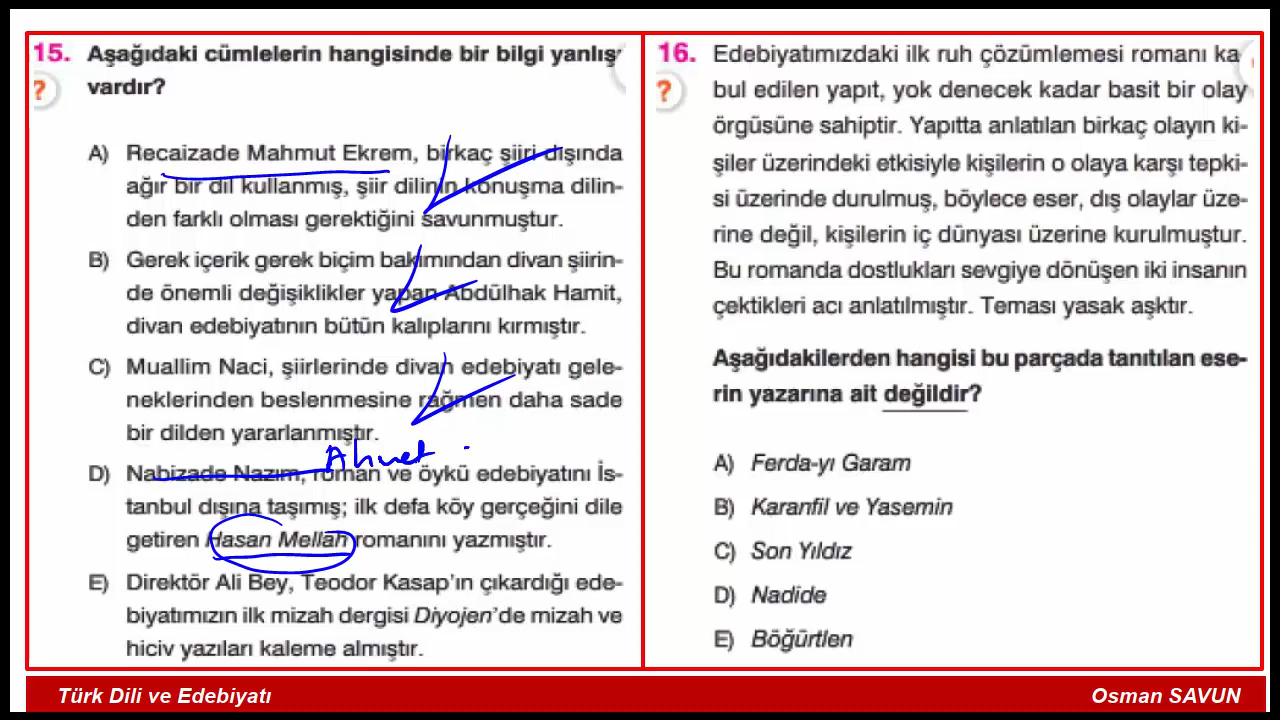 15. Aşağıdaki cümlelerin hangisinde bir bilgi yanlış
vardır?
?
A) Recaizade Mahmut Ekrem, birkaç şiiri dışında
ağır bir dil kullanmış, şiir dilinin konuşma dilin-
den farklı olması gerektiğini savunmuştur.
B) Gerek içerik gerek biçim bakımından divan şiirin-
de önemli değişiklikler yapan Abdülhak Hamit,
divan edebiyatının bütün kalıplarını kırmıştır.
C) Muallim Naci, şiirlerinde divan edebiyatı gele-
neklerinden beslenmesine rağmen daha sade
bir dilden yararlanmıştır.
Ahmet
D) Nabizade Nazım, roman ve öykü edebiyatını İs-
tanbul dışına taşımış; ilk defa köy gerçeğini dile
getiren Hasan Mellah romanını yazmıştır.
E) Direktör Ali Bey, Teodor Kasap'ın çıkardığı ede-
biyatımızın ilk mizah dergisi Diyojen'de mizah ve
hiciv yazıları kaleme almıştır.
16. Edebiyatımızdaki ilk ruh çözümlemesi romanı ka
? bul edilen yapıt, yok denecek kadar basit bir olay
örgüsüne sahiptir. Yapıtta anlatılan birkaç olayın ki-
şiler üzerindeki etkisiyle kişilerin o olaya karşı tepki-
si üzerinde durulmuş, böylece eser, dış olaylar üze-
rine değil, kişilerin iç dünyası üzerine kurulmuştur.
Bu romanda dostlukları sevgiye dönüşen iki insanın
çektikleri acı anlatılmıştır. Teması yasak aşktır.
Aşağıdakilerden hangisi bu parçada tanıtılan ese-
rin yazarına ait değildir?
A) Ferda-yı Garam
B) Karanfil ve Yasemin
C) Son Yıldız
D) Nadide
E) Böğürtlen
Türk Dili ve Edebiyatı
Osman SAVUN